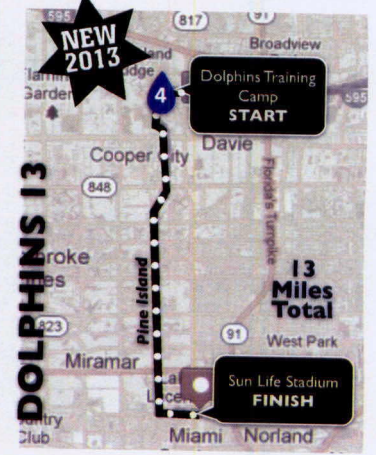 NEW
2013
595
817
91
Broadview
Dolphins Training
Camp
START
4
595
Davie
Cooper City
848
Florida's Turnpike
DOLPHINS 13
Pine Island
13
Miles
Total
823
91
West Park
Miramar
Sun Life Stadium
FINISH
Club
Miami Norland